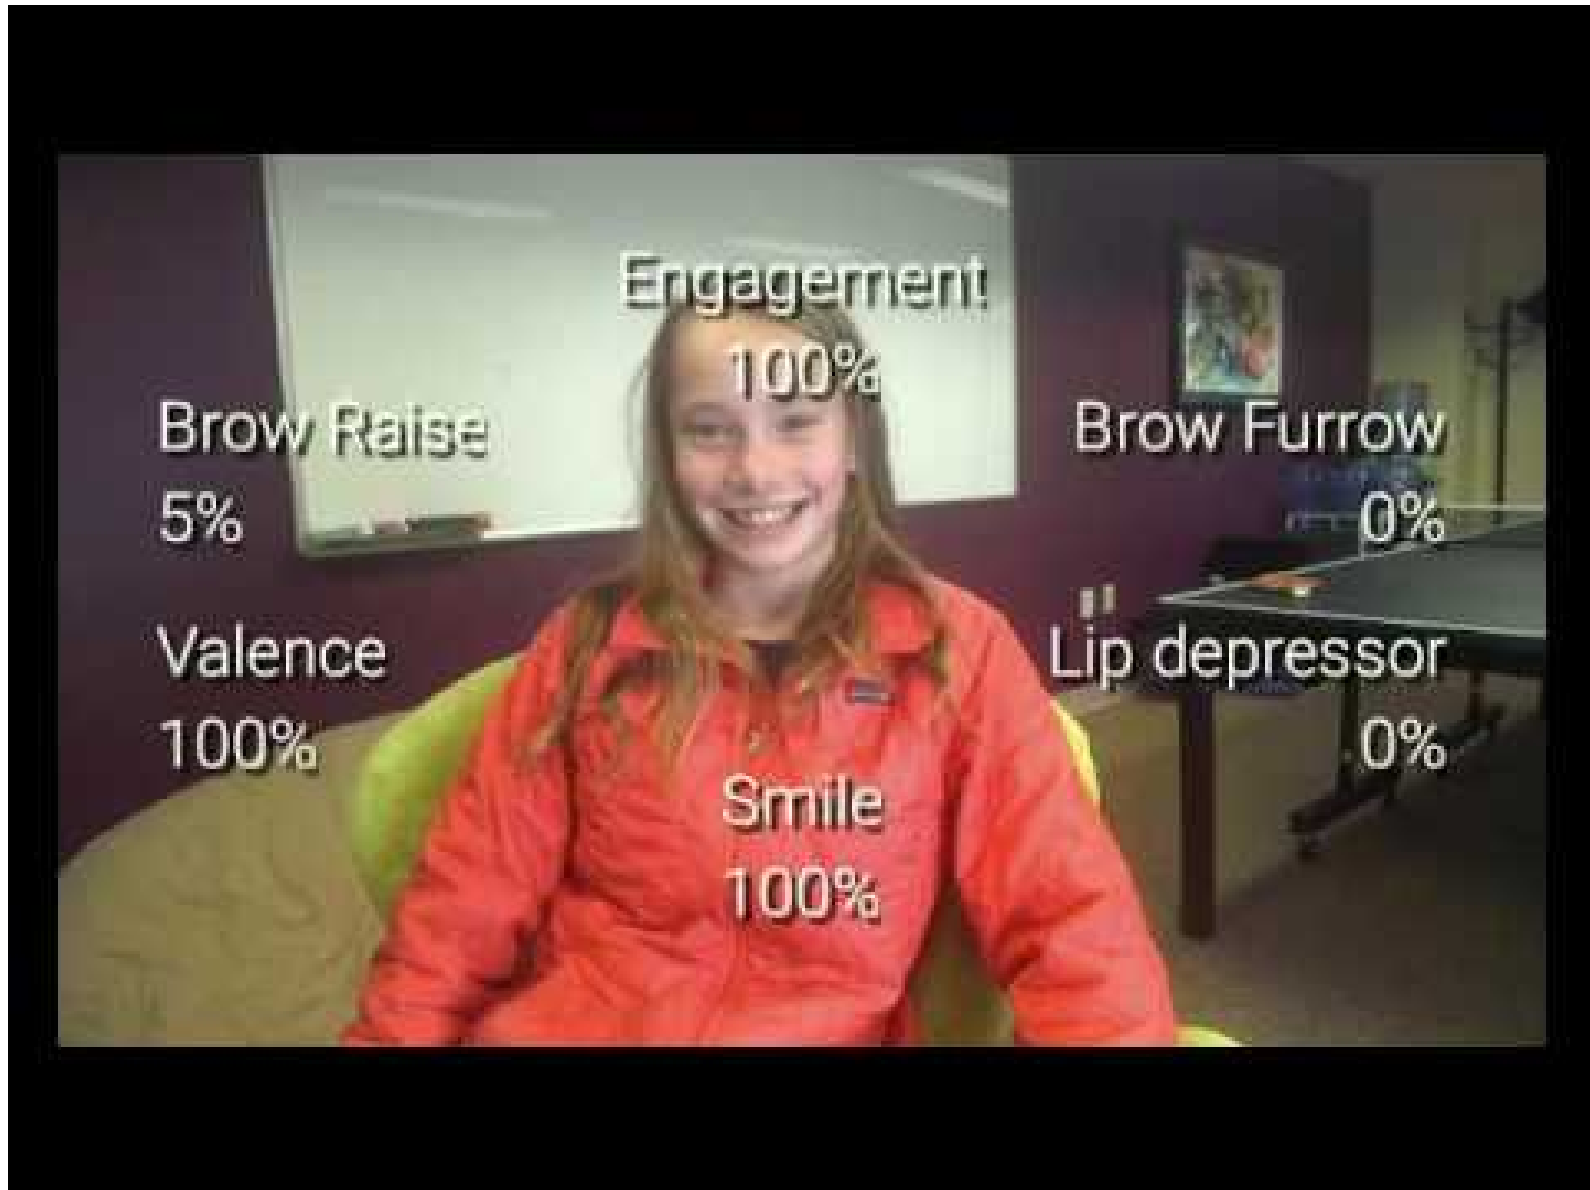 Engagement
100%
Brow Raise
5%
Brow Furrow
0%
Valence
100%
Lip depressor
0%
Smile
100%